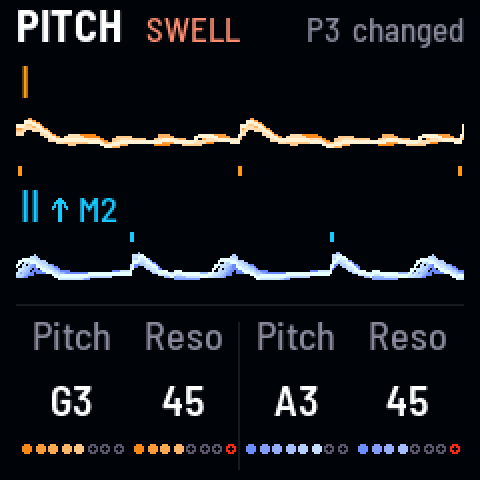 PITCH SWELL P3 changed
I
II ↑ M2
Pitch Reso Pitch Reso
G3 45 A3 45